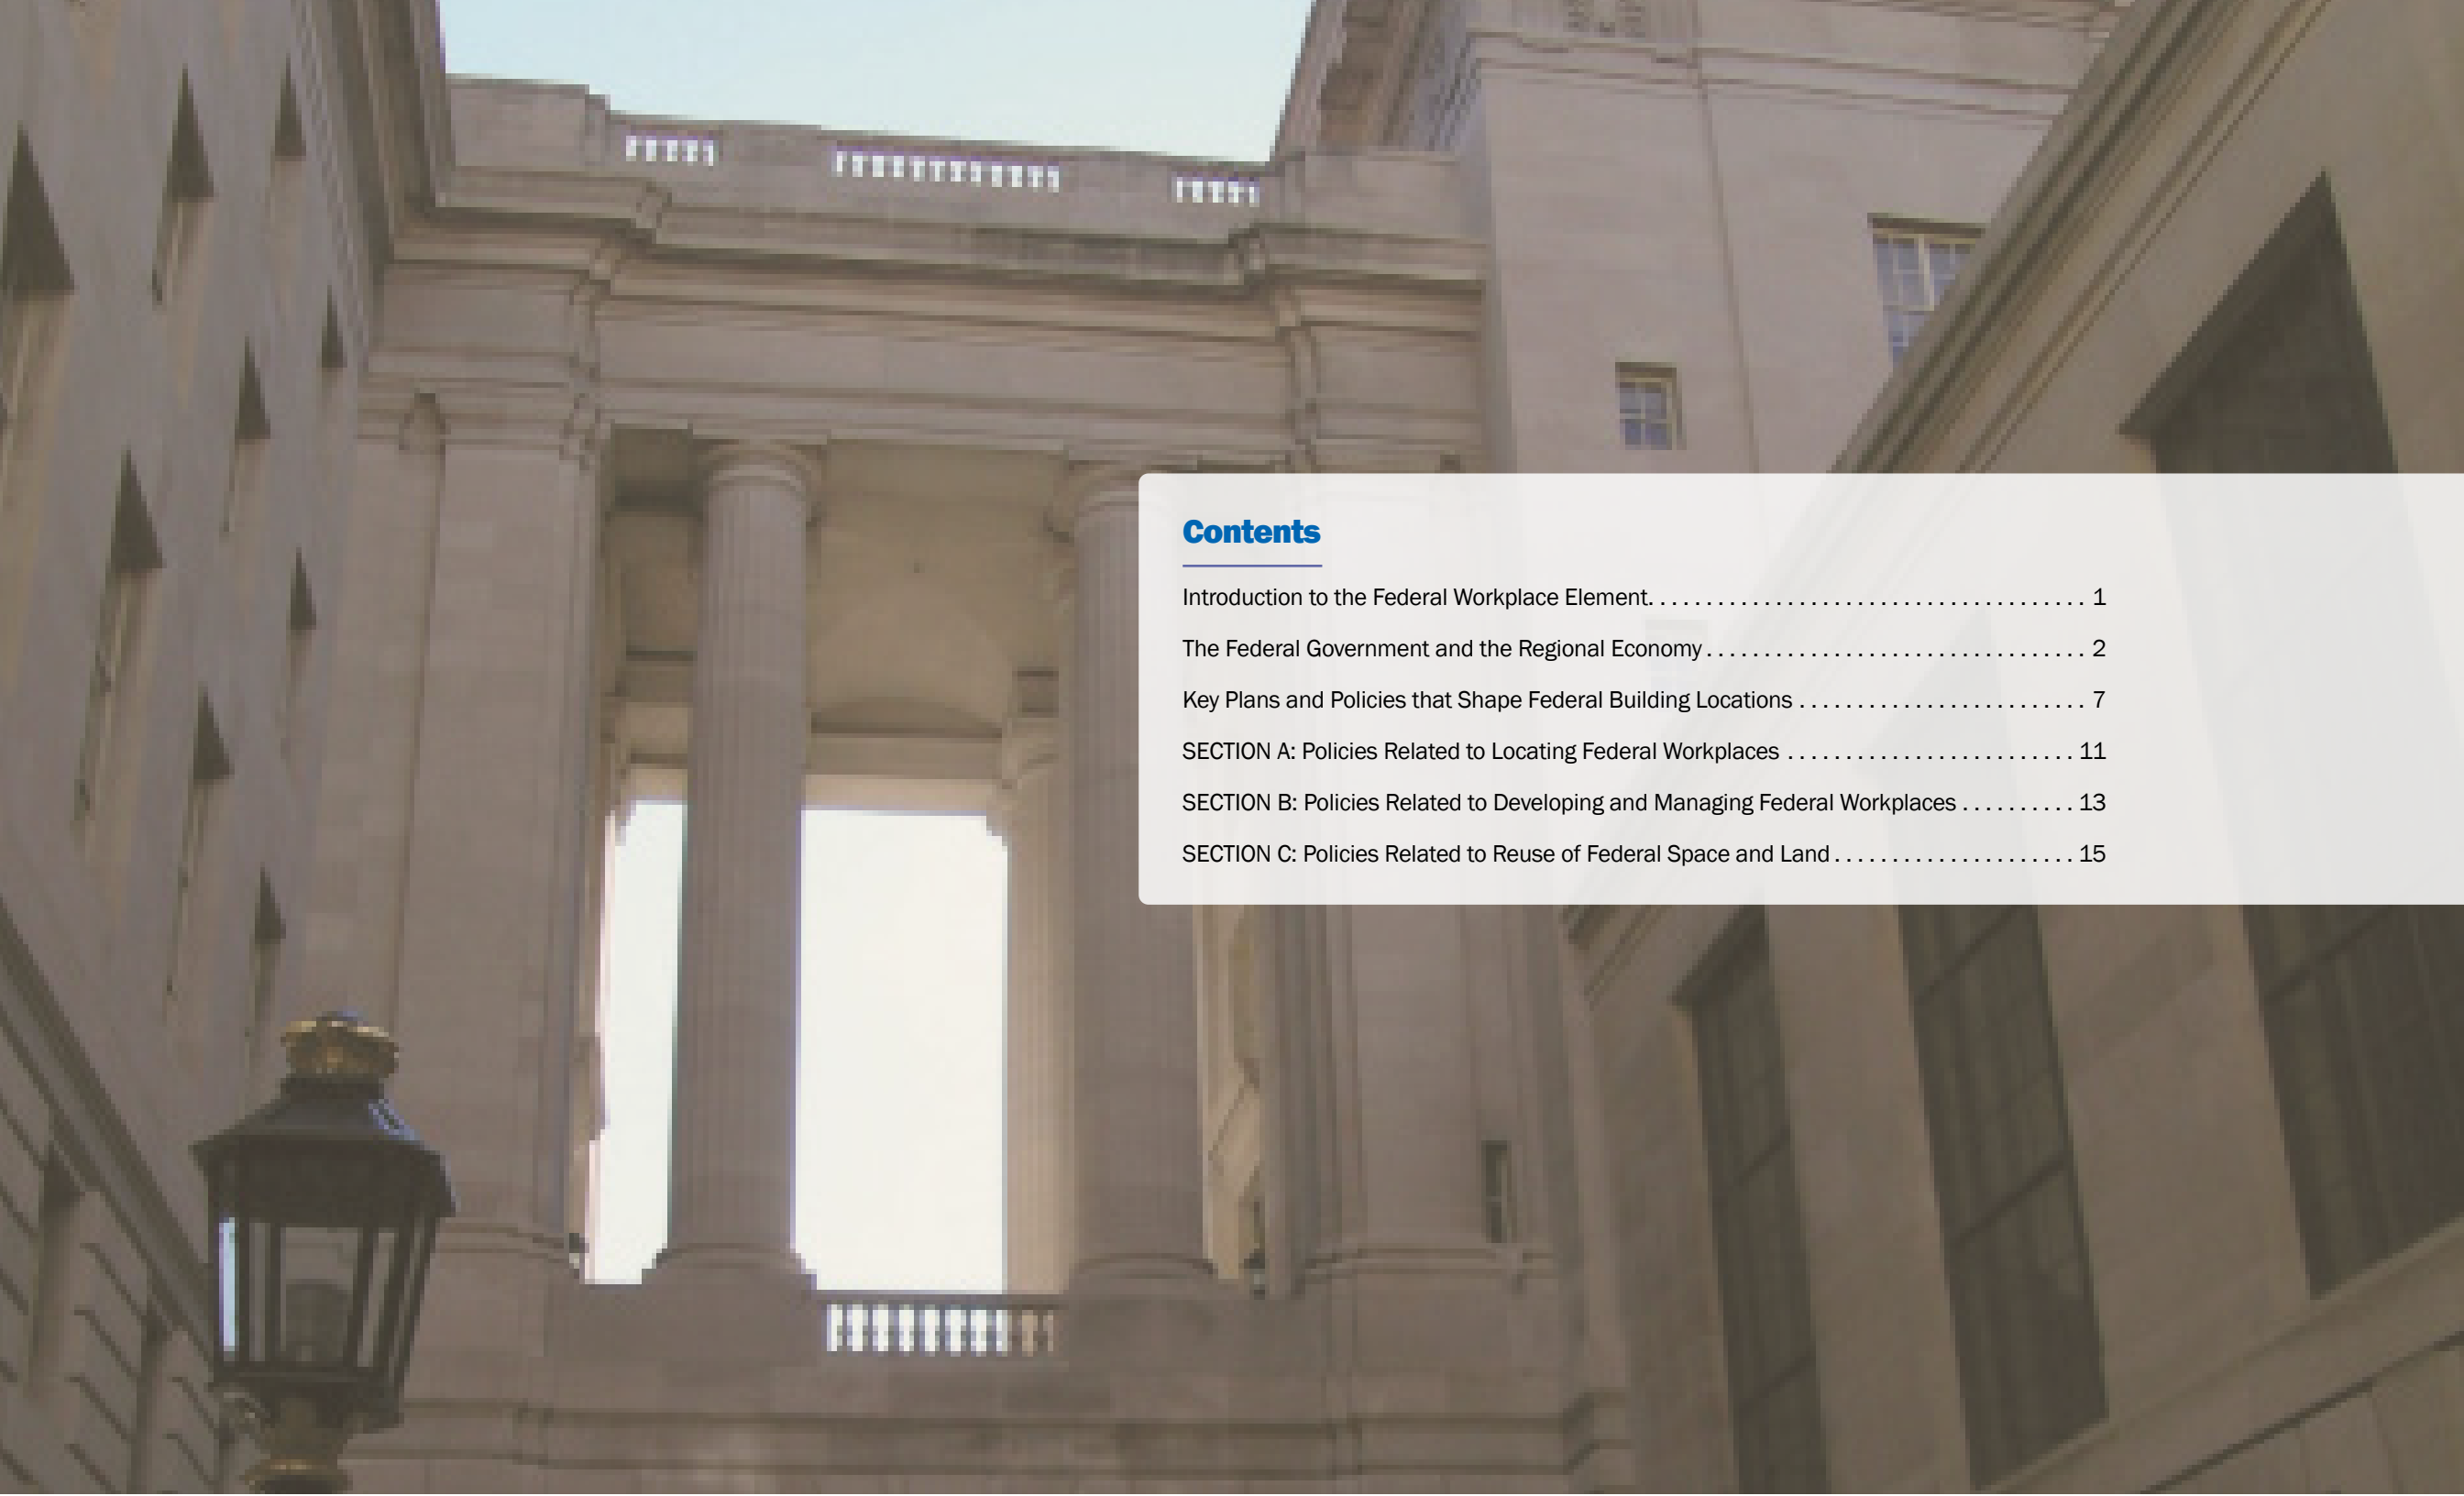 Contents
Introduction to the Federal Workplace Element. . . . . . . . . . . . . . . . . . . . . . . . . . . . . . . . . . . . . . 1
The Federal Government and the Regional Economy . . . . . . . . . . . . . . . . . . . . . . . . . . . . . . . . . 2
Key Plans and Policies that Shape Federal Building Locations . . . . . . . . . . . . . . . . . . . . . . . . . 7
SECTION A: Policies Related to Locating Federal Workplaces . . . . . . . . . . . . . . . . . . . . . . . . . 11
SECTION B: Policies Related to Developing and Managing Federal Workplaces . . . . . . . . . . 13
SECTION C: Policies Related to Reuse of Federal Space and Land . . . . . . . . . . . . . . . . . . . . . 15